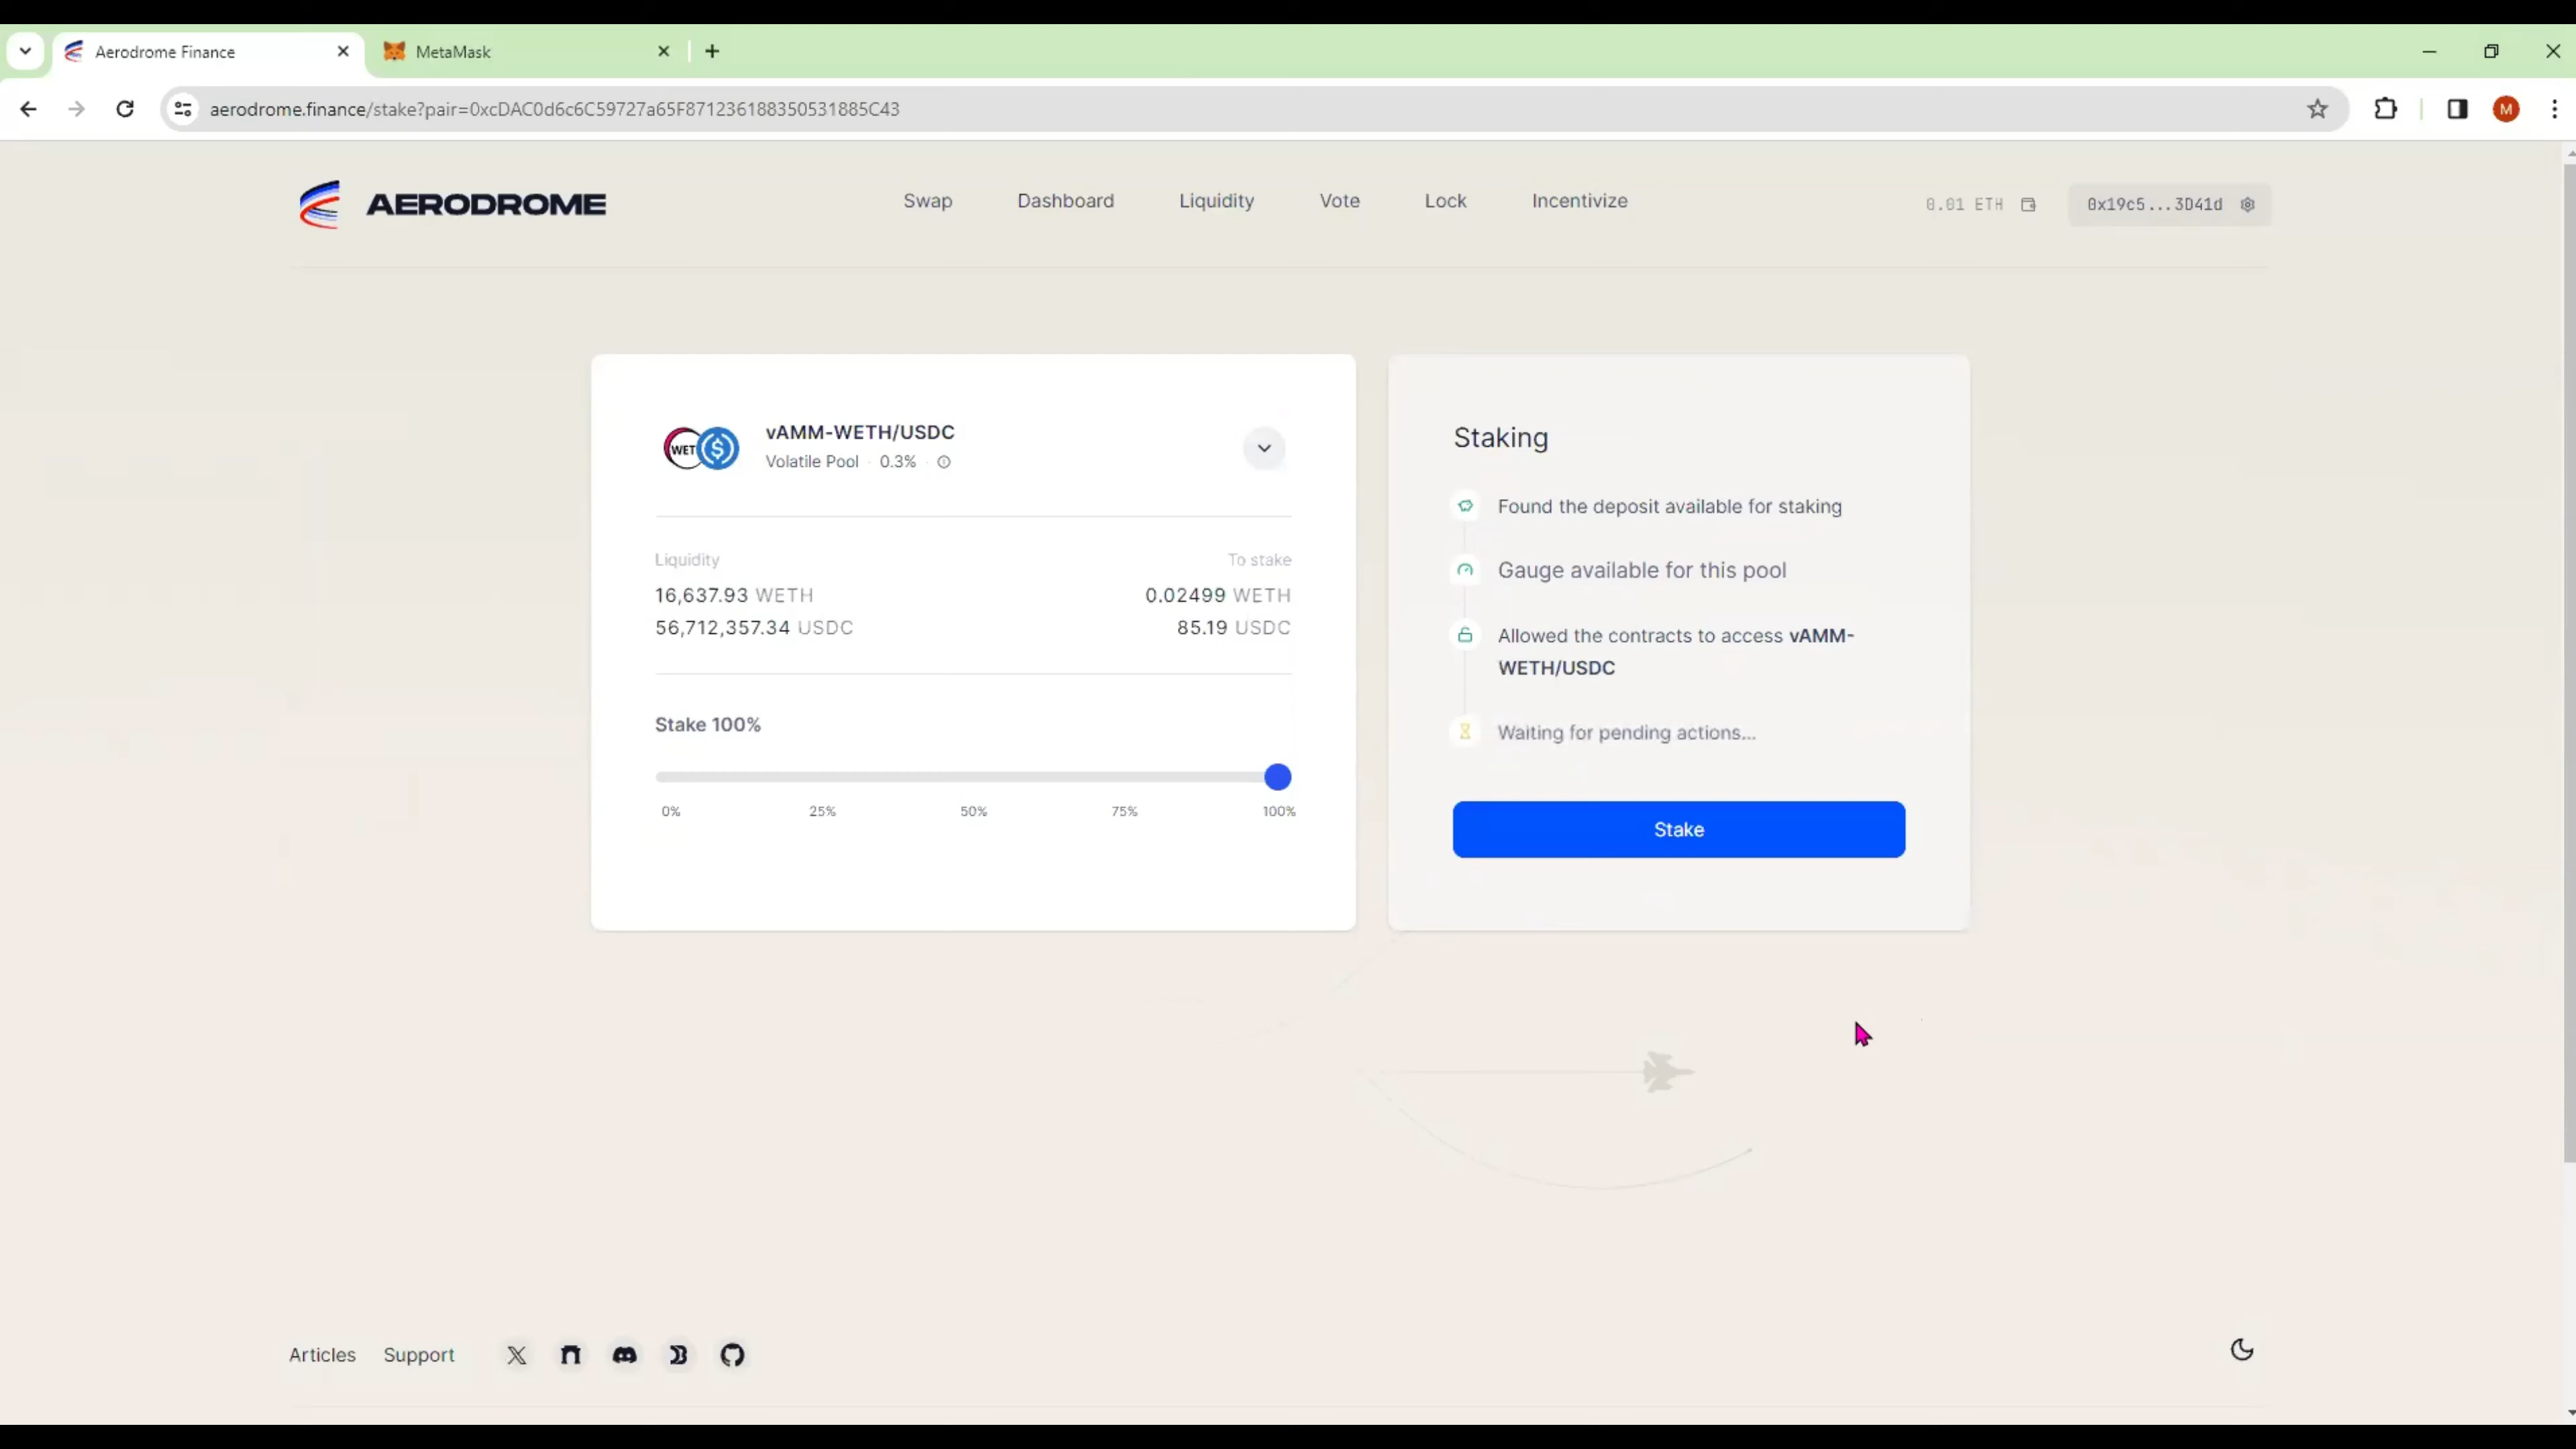 Aerodrome Finance
MetaMask
aerodrome.finance/stake?pair=0xcDAC0d6c6C59727a65F871236188350531885C43
M
AERODROME
Swap Dashboard Liquidity Vote Lock Incentivize
0.01 ETH
0x19c5...3D41d
WET
vAMM-WETH/USDC
Volatile Pool · 0.3%
Liquidity To stake
16,637.93 WETH 0.02499 WETH
56,712,357.34 USDC 85.19 USDC
Stake 100%
0% 25% 50% 75% 100%
Staking
Found the deposit available for staking
Gauge available for this pool
Allowed the contracts to access vAMM-
WETH/USDC
Waiting for pending actions...
Stake
Articles Support